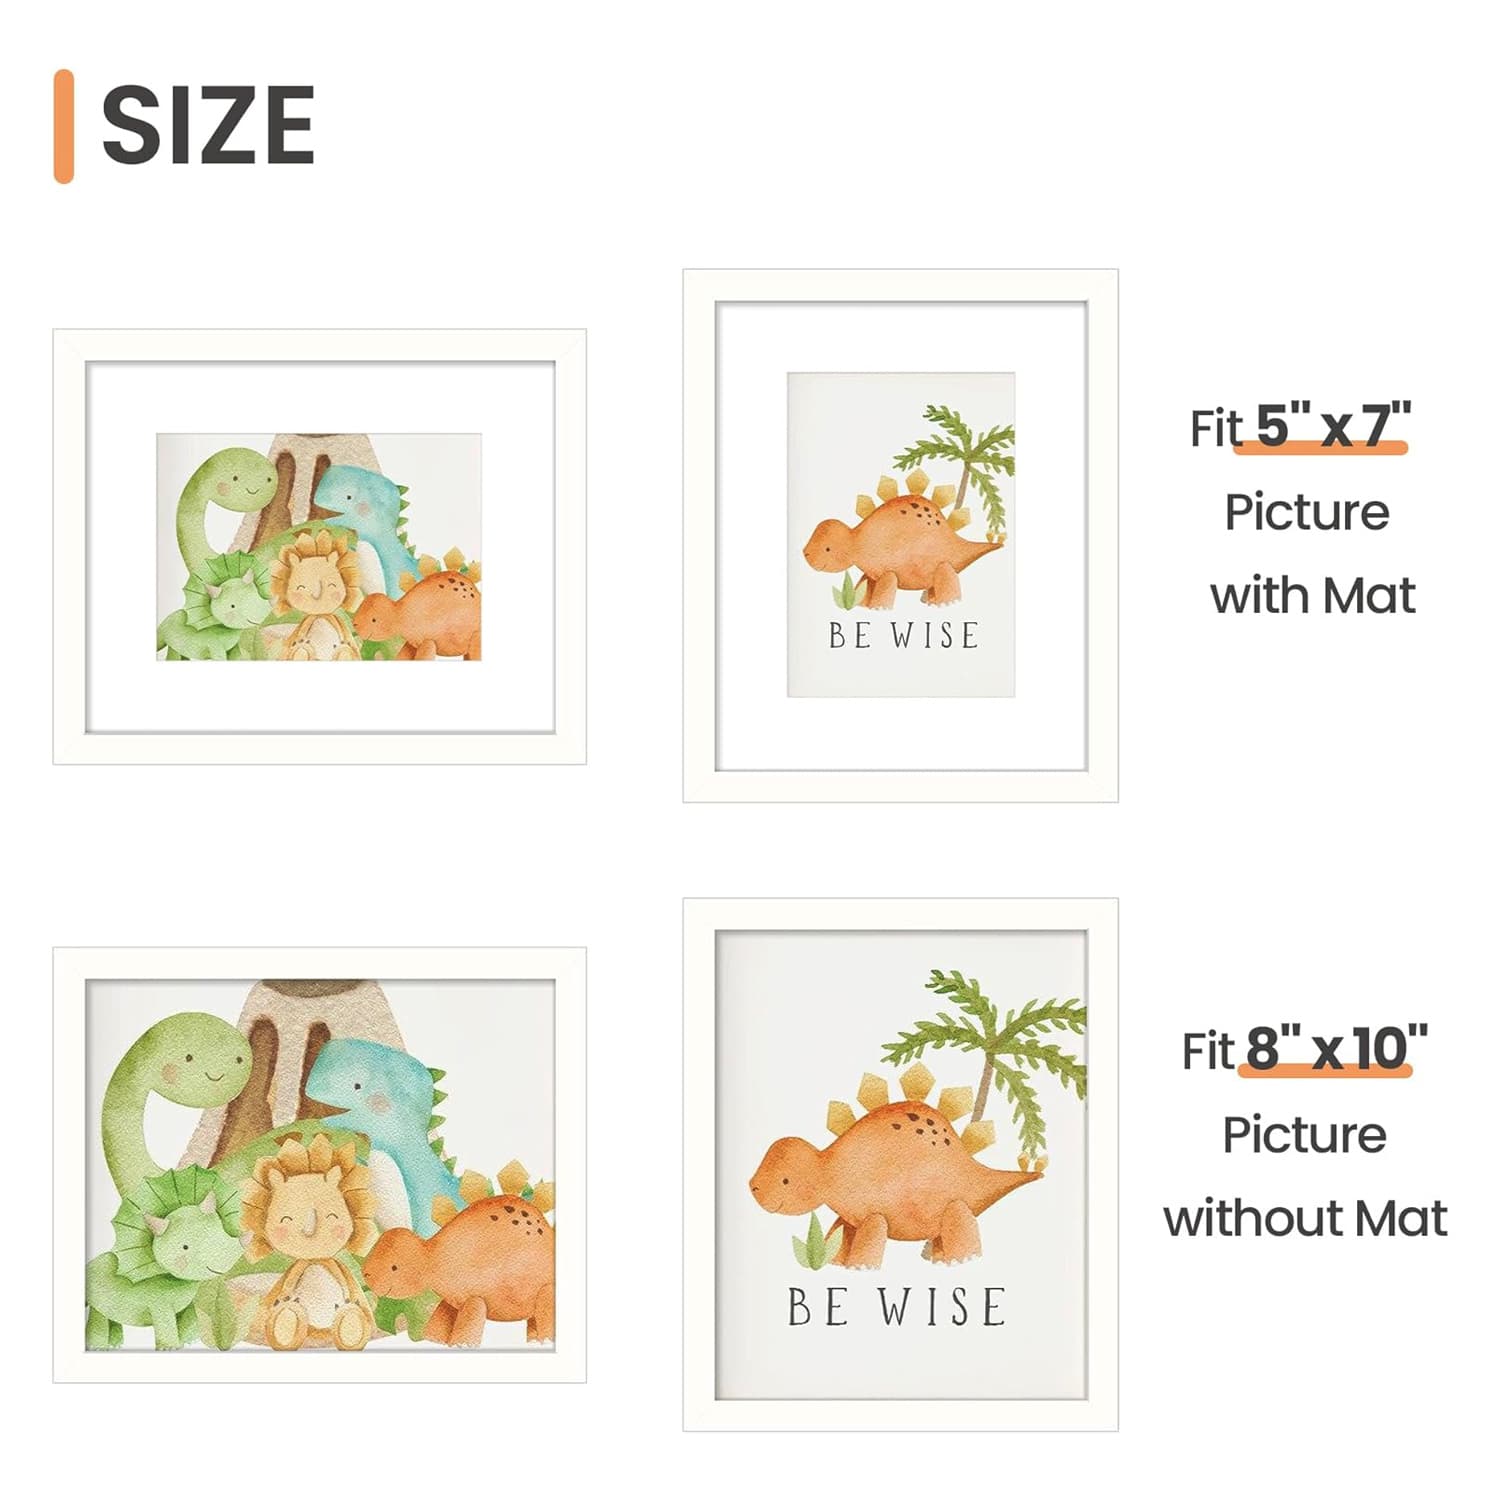 SIZE
Fit 5" x 7"
Picture
with Mat
BE WISE
Fit 8" x 10"
Picture
without Mat
BE WISE